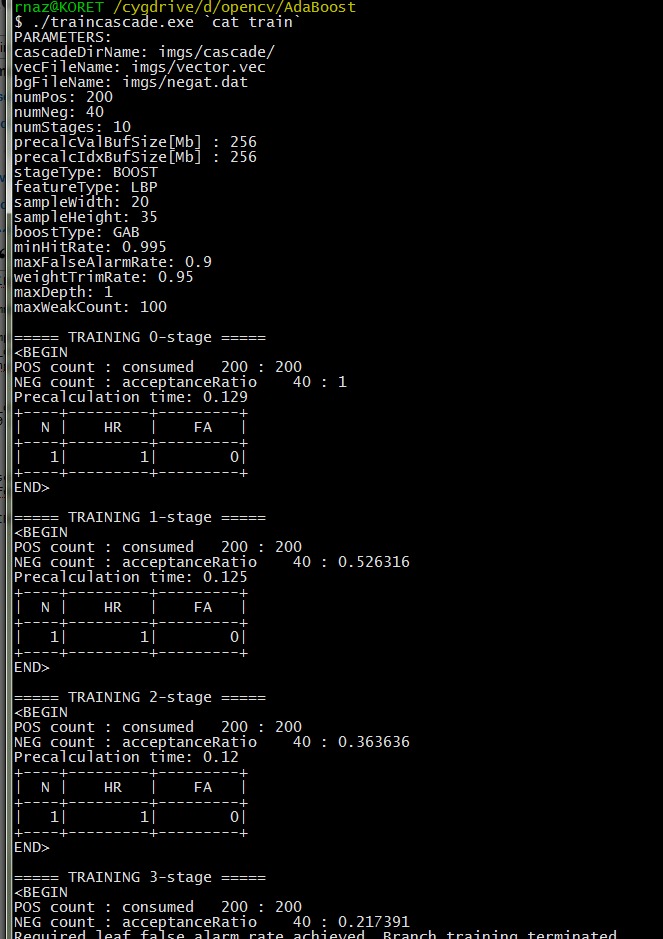 rnaz@KORET /cygdrive/d/opencv/AdaBoost
$ ./traincascade.exe `cat train`
PARAMETERS:
cascadeDirName: imgs/cascade/
vecFileName: imgs/vector.vec
bgFileName: imgs/negat.dat
numPos: 200
numNeg: 40
numStages: 10
precalcValBufSize[Mb] : 256
precalcIdxBufSize[Mb] : 256
stageType: BOOST
featureType: LBP
sampleWidth: 20
sampleHeight: 35
boostType: GAB
minHitRate: 0.995
maxFalseAlarmRate: 0.9
weightTrimRate: 0.95
maxDepth: 1
maxWeakCount: 100

===== TRAINING 0-stage =====
<BEGIN
POS count : consumed   200 : 200
NEG count : acceptanceRatio    40 : 1
Precalculation time: 0.129
+----+---------+---------+
|  N |    HR   |    FA   |
+----+---------+---------+
|   1|        1|        0|
+----+---------+---------+
END>

===== TRAINING 1-stage =====
<BEGIN
POS count : consumed   200 : 200
NEG count : acceptanceRatio    40 : 0.526316
Precalculation time: 0.125
+----+---------+---------+
|  N |    HR   |    FA   |
+----+---------+---------+
|   1|        1|        0|
+----+---------+---------+
END>

===== TRAINING 2-stage =====
<BEGIN
POS count : consumed   200 : 200
NEG count : acceptanceRatio    40 : 0.363636
Precalculation time: 0.12
+----+---------+---------+
|  N |    HR   |    FA   |
+----+---------+---------+
|   1|        1|        0|
+----+---------+---------+
END>

===== TRAINING 3-stage =====
<BEGIN
POS count : consumed   200 : 200
NEG count : acceptanceRatio    40 : 0.217391
Required leaf false alarm rate achieved. Branch training terminated.